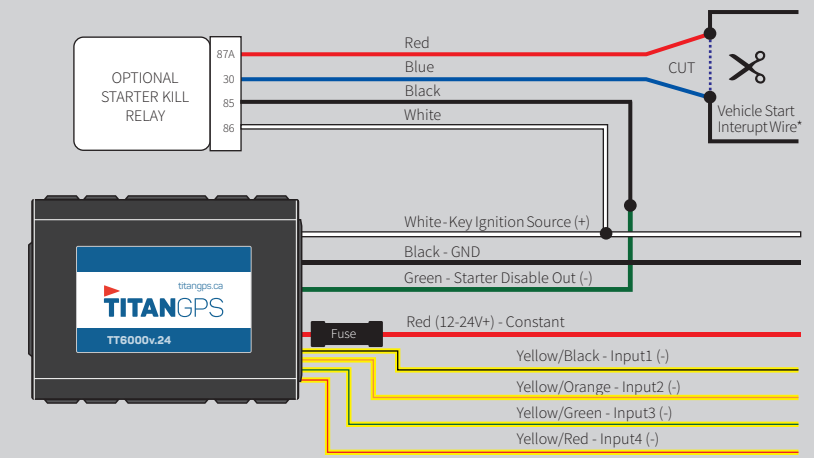 Red
87A
OPTIONAL
STARTER KILL
RELAY
Blue
30
CUT
Black
85
Vehicle Start
Interupt Wire*
White
86
White-Key Ignition Source (+)
Black - GND
Green - Starter Disable Out (-)
titangps.ca
TITANGPS
TT6000v.24
Fuse
Red (12-24V+) - Constant
Yellow/Black - Input1 (-)
Yellow/Orange - Input2 (-)
Yellow/Green - Input3 (-)
Yellow/Red - Input4 (-)